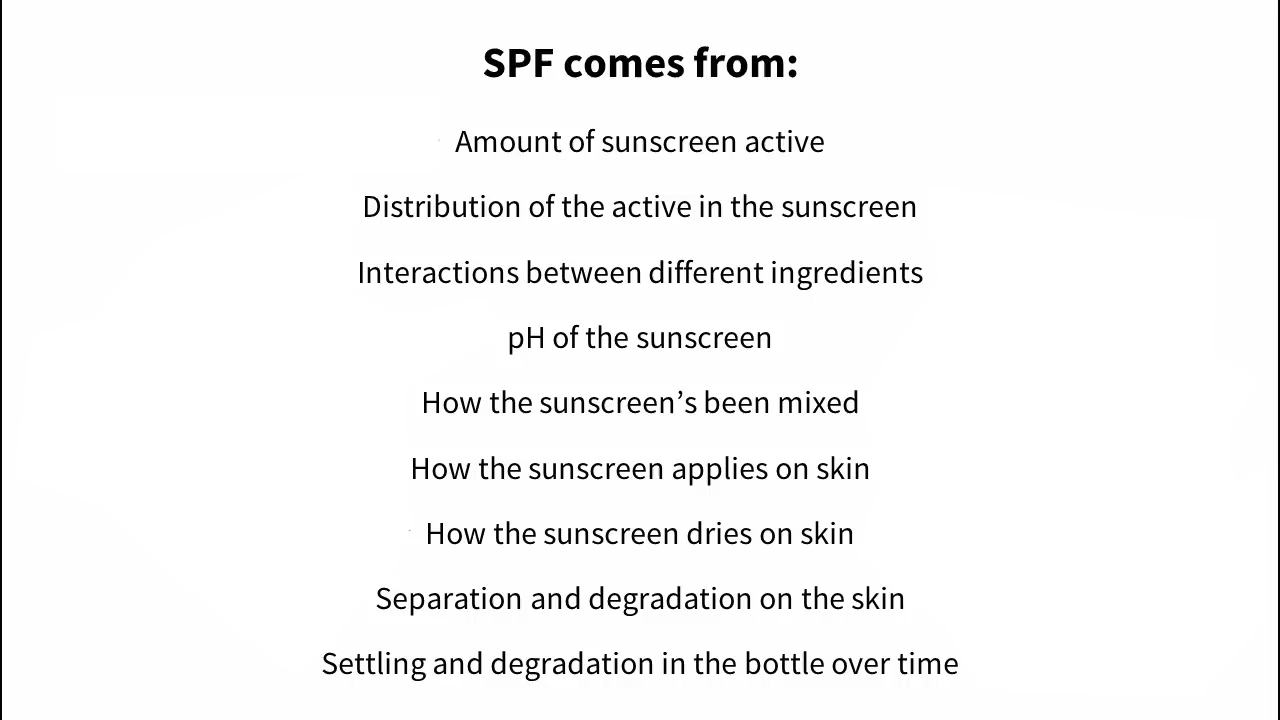 SPF comes from:
Amount of sunscreen active
Distribution of the active in the sunscreen
Interactions between different ingredients
pH of the sunscreen
How the sunscreen’s been mixed
How the sunscreen applies on skin
How the sunscreen dries on skin
Separation and degradation on the skin
Settling and degradation in the bottle over time